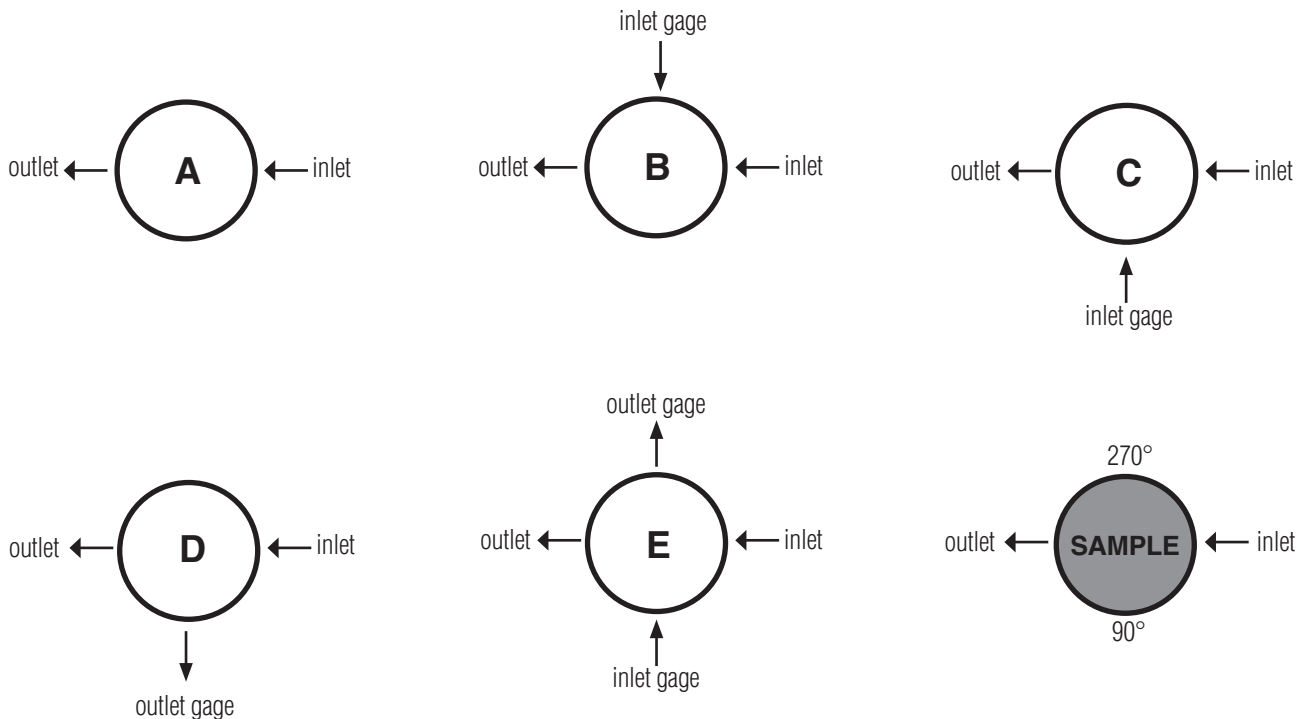 inlet gage
outlet A inlet
outlet B inlet
outlet C inlet
inlet gage
outlet gage
270°
outlet D inlet
outlet E inlet
outlet SAMPLE inlet
90°
inlet gage
outlet gage